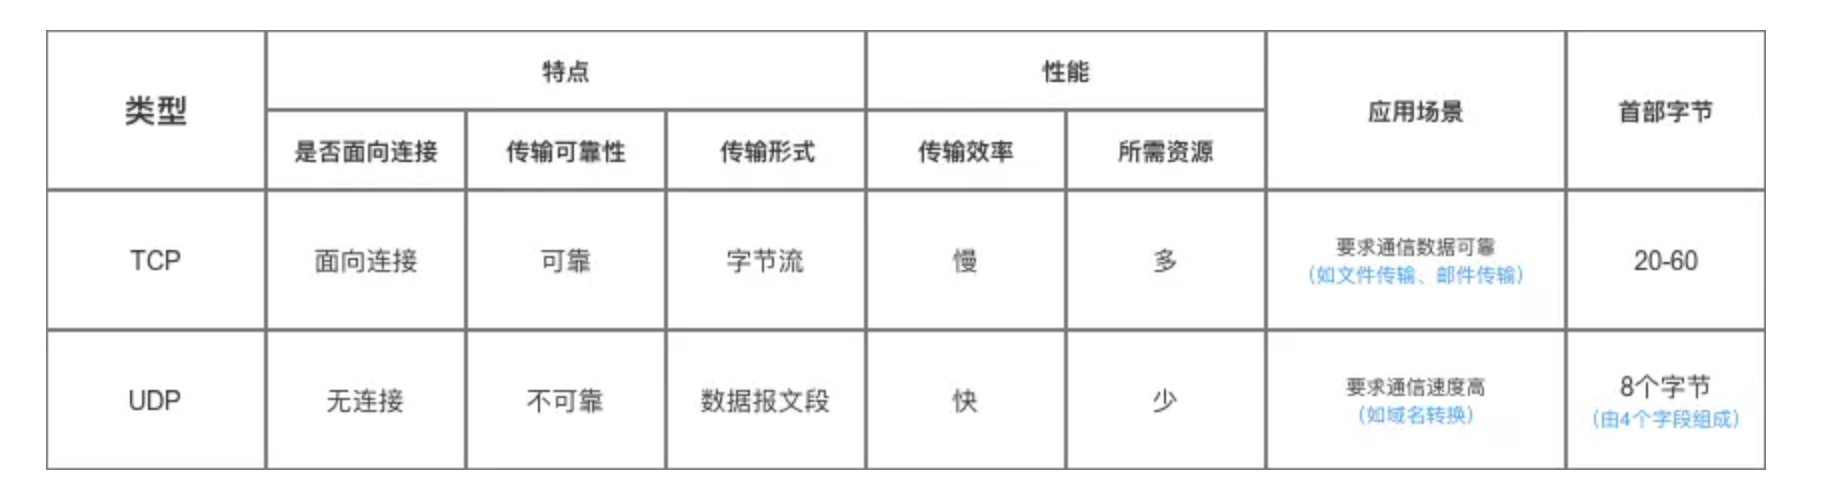 类型
特点
性能
应用场景
首部字节
是否面向连接
传输可靠性
传输形式
传输效率
所需资源
TCP
面向连接
可靠
字节流
慢
多
要求通信数据可靠
（如文件传输、邮件传输）
20-60
UDP
无连接
不可靠
数据报文段
快
少
要求通信速度高
（如域名转换）
8个字节
（由4个字段组成）